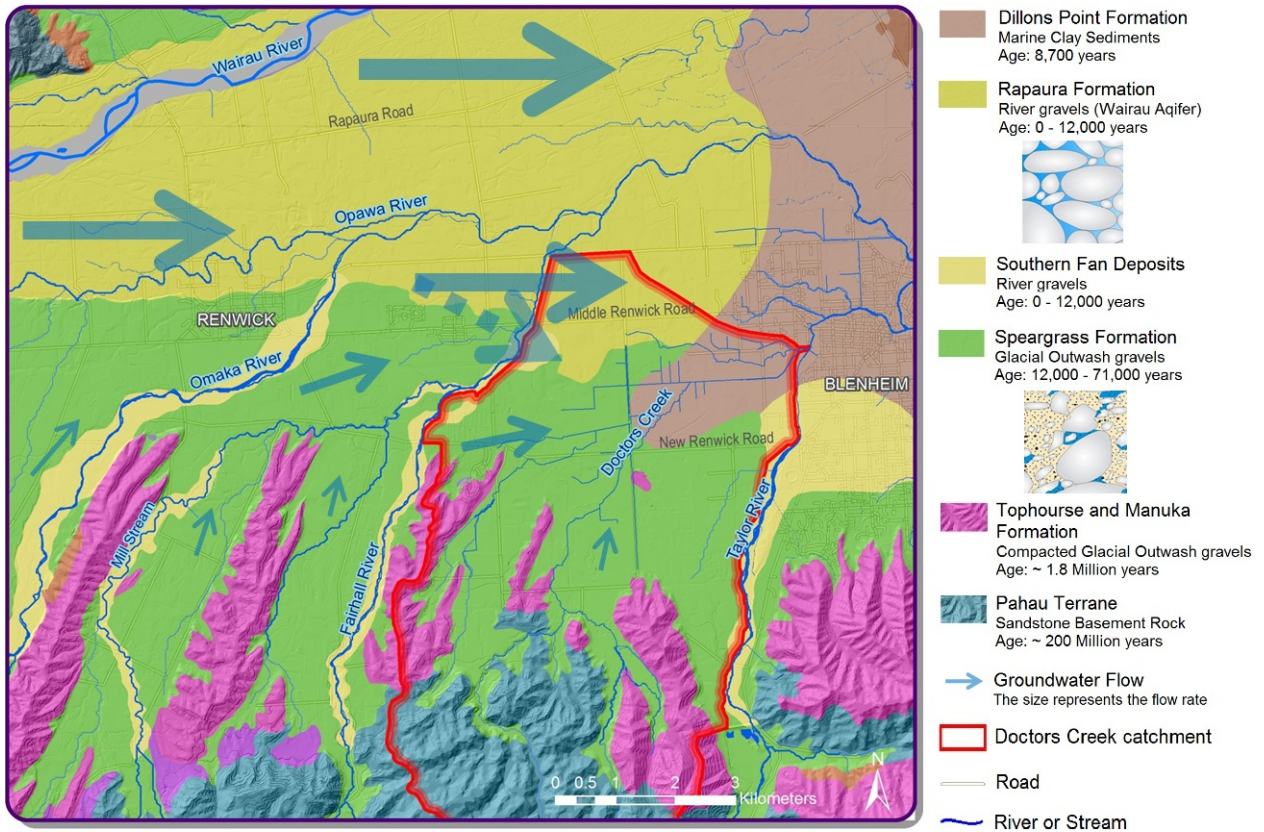 Wairau River
Rapaura Road
Opawa River
RENWICK
Middle Renwick Road
Omaka River
BLENHEIM
Doctors Creek
New Renwick Road
Mill Stream
Fairhall River
Taylor River
N
0 0.5 1 2 3
Kilometers
Dillons Point Formation
Marine Clay Sediments
Age: 8,700 years
Rapaura Formation
River gravels (Wairau Aqifer)
Age: 0 - 12,000 years
Southern Fan Deposits
River gravels
Age: 0 - 12,000 years
Speargrass Formation
Glacial Outwash gravels
Age: 12,000 - 71,000 years
Tophourse and Manuka
Formation
Compacted Glacial Outwash gravels
Age: ~ 1.8 Million years
Pahau Terrane
Sandstone Basement Rock
Age: ~ 200 Million years
Groundwater Flow
The size represents the flow rate
Doctors Creek catchment
Road
River or Stream